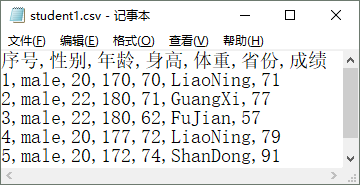 student1.csv - 记事本
文件(F) 编辑(E) 格式(O) 查看(V) 帮助(H)
序号,性别,年龄,身高,体重,省份,成绩
1,male,20,170,70,LiaoNing,71
2,male,22,180,71,GuangXi,77
3,male,22,180,62,FuJian,57
4,male,20,177,72,LiaoNing,79
5,male,20,172,74,ShanDong,91